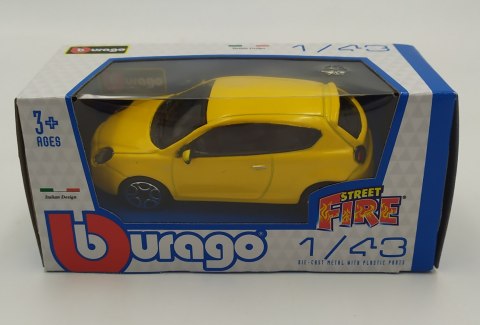 burago
1/43
3+
AGES
Italian Design
STREET
FIRE
burago
1/43
DIE-CAST METAL WITH PLASTIC PARTS